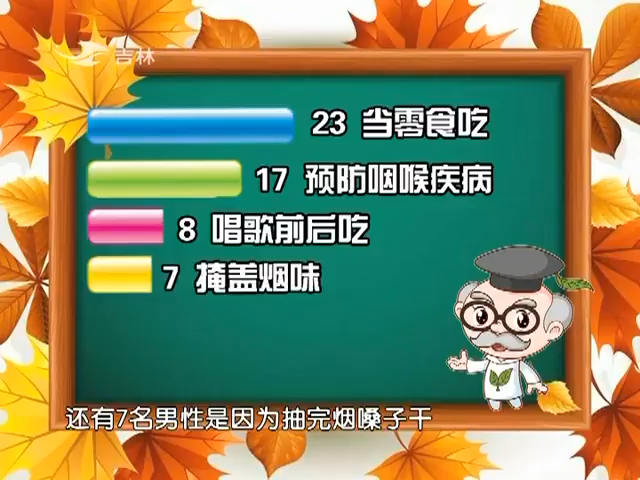 吉林
23 当零食吃
17 预防咽喉疾病
8 唱歌前后吃
7 掩盖烟味
还有7名男性是因为抽完烟嗓子干